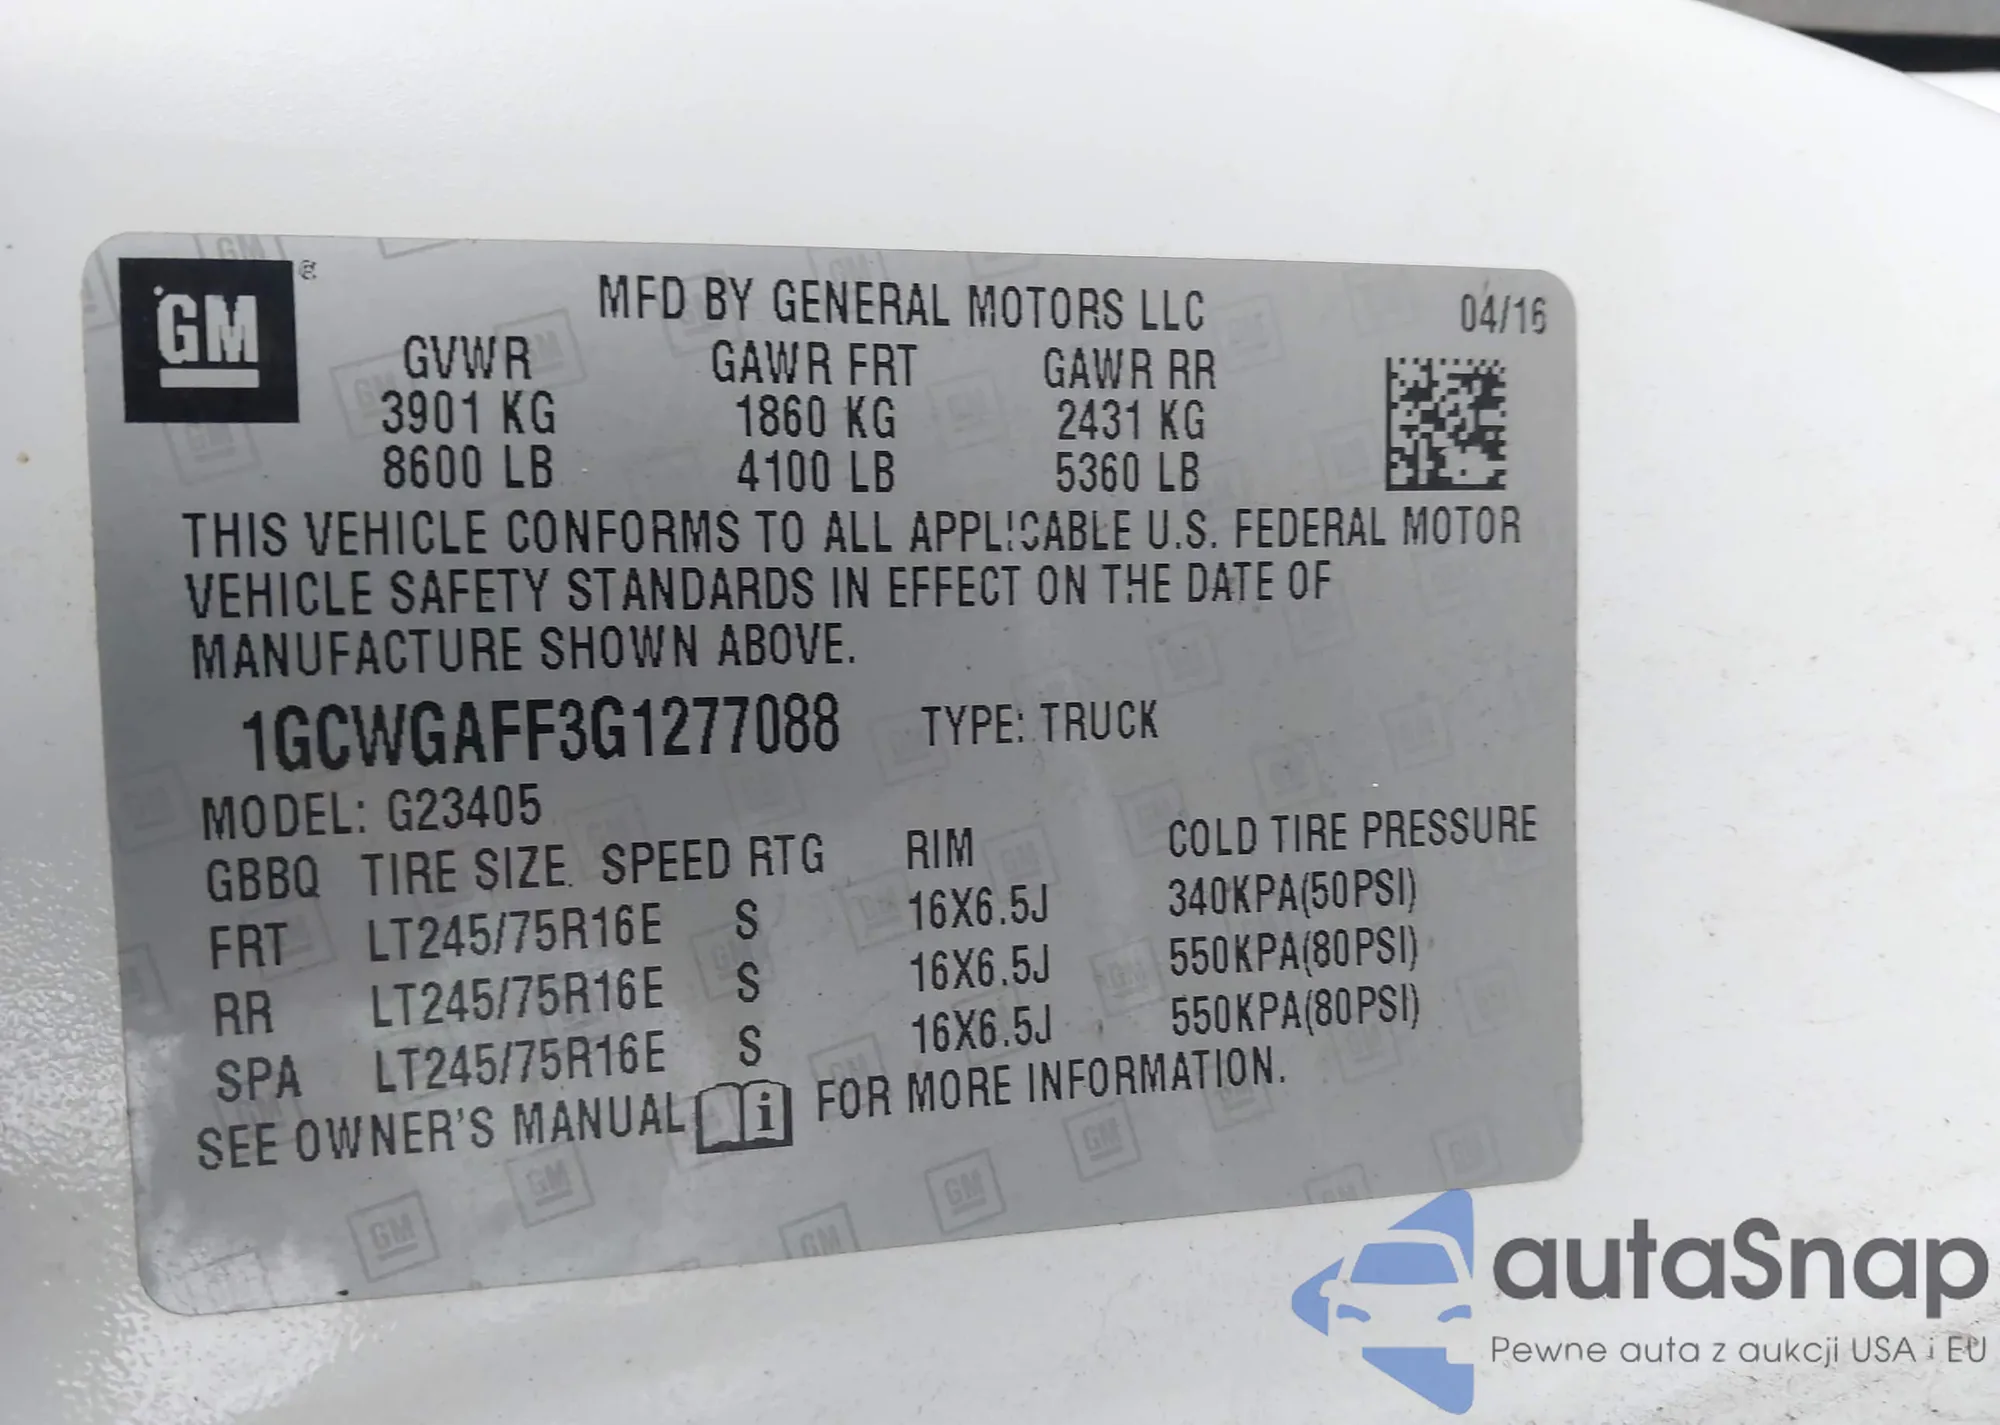 GM ®
MFD BY GENERAL MOTORS LLC 04/16
GVWR GAWR FRT GAWR RR
3901 KG 1860 KG 2431 KG
8600 LB 4100 LB 5360 LB
THIS VEHICLE CONFORMS TO ALL APPLICABLE U.S. FEDERAL MOTOR
VEHICLE SAFETY STANDARDS IN EFFECT ON THE DATE OF
MANUFACTURE SHOWN ABOVE.
1GCWGAFF3G1277088 TYPE: TRUCK
MODEL: G23405
GBBQ TIRE SIZE SPEED RTG RIM COLD TIRE PRESSURE
FRT LT245/75R16E S 16X6.5J 340KPA(50PSI)
RR LT245/75R16E S 16X6.5J 550KPA(80PSI)
SPA LT245/75R16E S 16X6.5J 550KPA(80PSI)
SEE OWNER'S MANUAL i FOR MORE INFORMATION.
autaSnap
Pewne auta z aukcji USA i EU